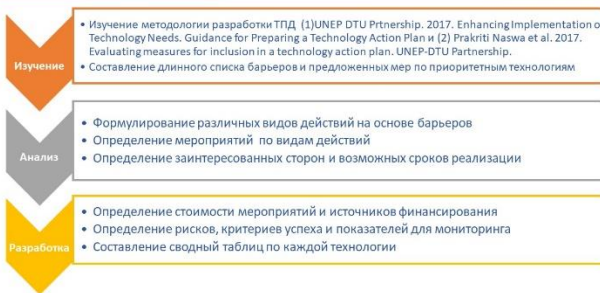 • Изучение методологии разработки ТПД (1)UNEP DTU Prtnership. 2017. Enhancing Implementation o
Technology Needs. Guidance for Preparing a Technology Action Plan и (2) Prakriti Naswa et al. 2017.
Evaluating measures for inclusion in a technology action plan. UNEP-DTU Partnership.
• Составление длинного списка барьеров и предложенных мер по приоритетным технологиям
Изучение
• Формулирование различных видов действий на основе барьеров
• Определение мероприятий по видам действий
• Определение заинтересованных сторон и возможных сроков реализации
Анализ
• Определение стоимости мероприятий и источников финансирования
• Определение рисков, критериев успеха и показателей для мониторинга
• Составление сводный таблиц по каждой технологии
Разработка